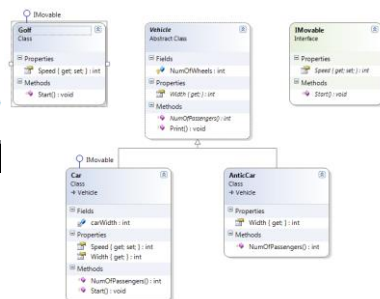 IMovable
Golf
Class
Properties
Speed { get; set; } : int
Methods
Start() : void
Vehicle
Abstract Class
Fields
NumOfWheels : int
Properties
Width { get; } : int
Methods
NumOfPassengers() : int
Print() : void
IMovable
Interface
Properties
Speed { get; set; } : int
Methods
Start() : void
IMovable
Car
Class
→ Vehicle
Fields
carWidth : int
Properties
Speed { get; set; } : int
Width { get; } : int
Methods
NumOfPassengers() : int
Start() : void
AnticCar
Class
→ Vehicle
Properties
Width { get; } : int
Methods
NumOfPassengers() : int